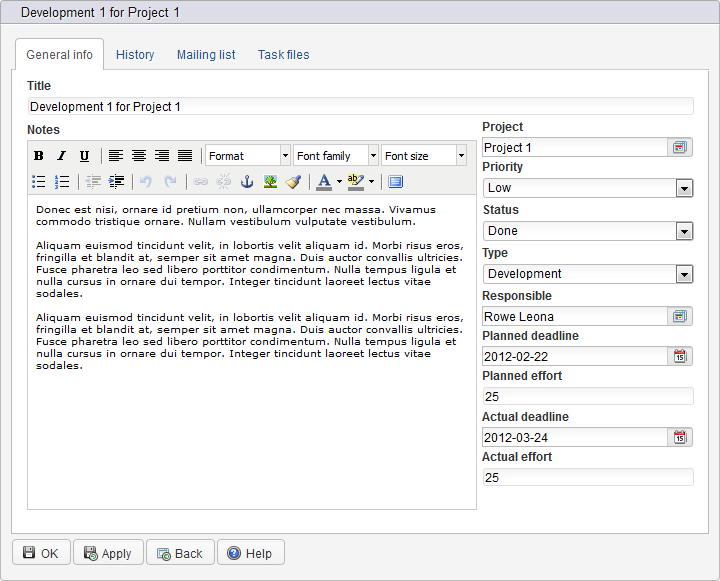 Development 1 for Project 1
General info History Mailing list Task files
Title
Development 1 for Project 1
Notes
B I U Format Font family Font size
A ab
Donec est nisi, ornare id pretium non, ullamcorper nec massa. Vivamus
commodo tristique ornare. Nullam vestibulum vulputate vestibulum.
Aliquam euismod tincidunt velit, in lobortis velit aliquam id. Morbi risus eros,
fringilla et blandit at, semper sit amet magna. Duis auctor convallis ultricies.
Fusce pharetra leo sed libero porttitor condimentum. Nulla tempus ligula et
nulla cursus in ornare dui tempor. Integer tincidunt laoreet lectus vitae
sodales.
Aliquam euismod tincidunt velit, in lobortis velit aliquam id. Morbi risus eros,
fringilla et blandit at, semper sit amet magna. Duis auctor convallis ultricies.
Fusce pharetra leo sed libero porttitor condimentum. Nulla tempus ligula et
nulla cursus in ornare dui tempor. Integer tincidunt laoreet lectus vitae
sodales.
Project
Project 1
Priority
Low
Status
Done
Type
Development
Responsible
Rowe Leona
Planned deadline
2012-02-22
15
Planned effort
25
Actual deadline
2012-03-24
15
Actual effort
25
OK Apply Back Help